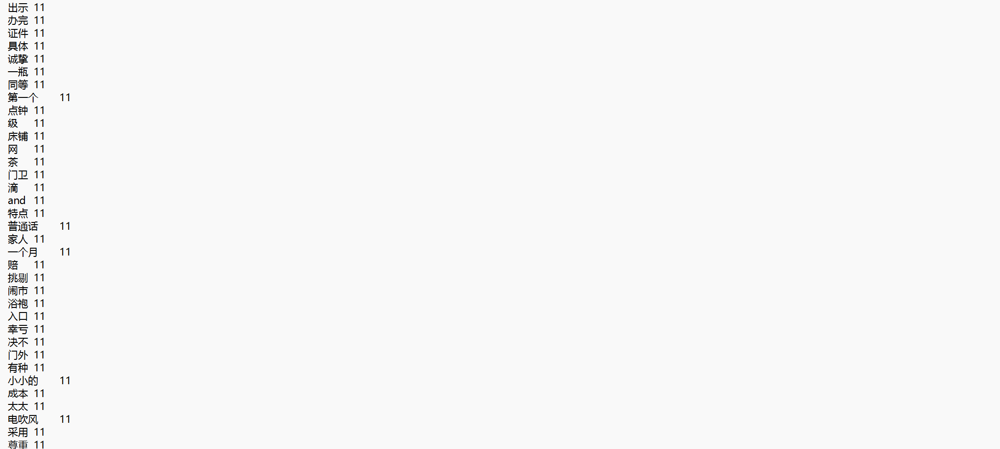 出示 11
办完 11
证件 11
具体 11
诚挚 11
一瓶 11
同等 11
第一个 11
点钟 11
级 11
床铺 11
网 11
茶 11
门卫 11
滴 11
and 11
特点 11
普通话 11
家人 11
一个月 11
赔 11
挑剔 11
闹市 11
浴袍 11
入口 11
幸亏 11
决不 11
门外 11
有种 11
小小的 11
成本 11
太太 11
电吹风 11
采用 11
尊重 11